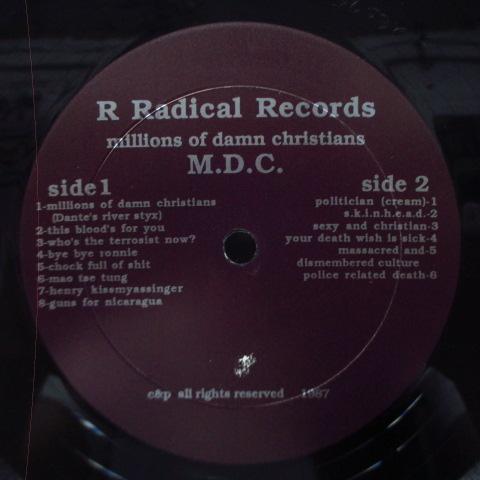 R Radical Records
millions of damn christians
M.D.C.
side 1
1-millions of damn christians
(Dante's river styx)
2-this blood's for you
3-who's the terrosist now?
4-bye bye ronnie
5-chock full of shit
6-mao tse tung
7-henry kissmyassinger
8-guns for nicaragua
side 2
politician (cream)-1
s.k.i.n.h.e.a.d.-2
sexy and christian-3
your death wish is sick-4
massacred and-5
dismembered culture
police related death-6
c&p all rights reserved 1987